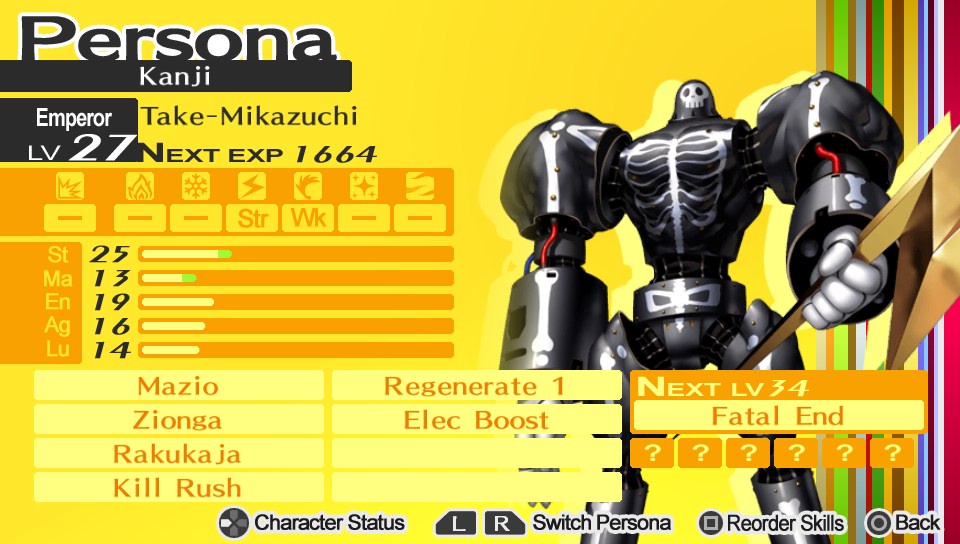 Persona
Kanji
Emperor
Take-Mikazuchi
LV 27 NEXT EXP 1664
— — — Str Wk — —
St 25
Ma 13
En 19
Ag 16
Lu 14
Mazio Regenerate 1
Zionga Elec Boost
Rakukaja
Kill Rush
NEXT LV 34
Fatal End
? ? ? ? ? ?
Character Status L R Switch Persona Reorder Skills Back